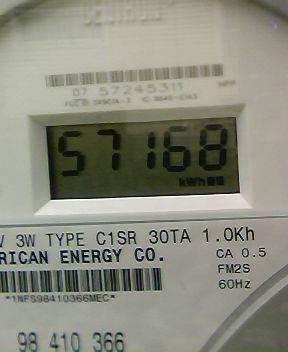 CENTRON
07 57245311
57168
kWh
V 3W TYPE C1SR 30TA 1.0Kh
RICAN ENERGY CO.
CA 0.5
FM2S
60Hz
*1NFS98410366MEC*
98 410 366